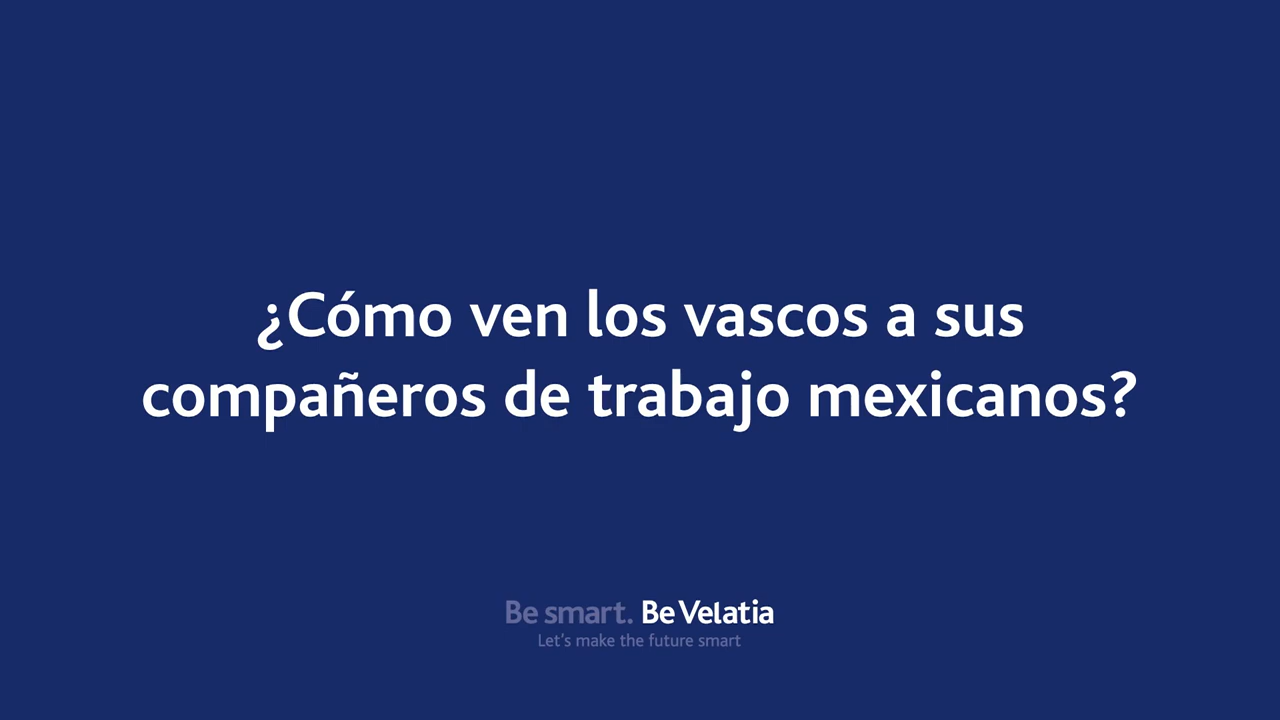 ¿Cómo ven los vascos a sus
compañeros de trabajo mexicanos?
Be smart. Be Velatia
Let's make the future smart